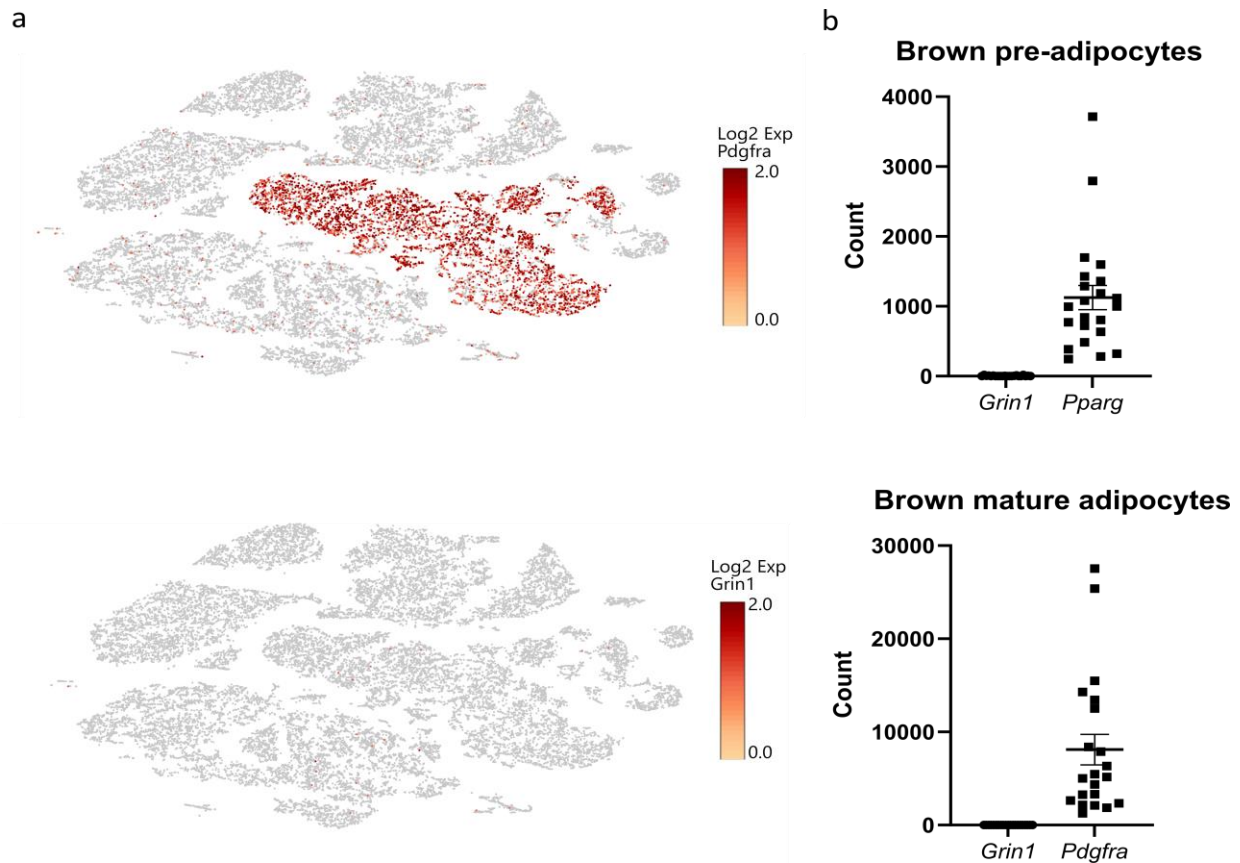 a
Log2 Exp
Pdgfra
2.0
0.0
Log2 Exp
Grin1
2.0
0.0
b
Brown pre-adipocytes
4000
3000
2000
1000
0
Count
Grin1 Pparg
Brown mature adipocytes
30000
20000
10000
0
Count
Grin1 Pdgfra